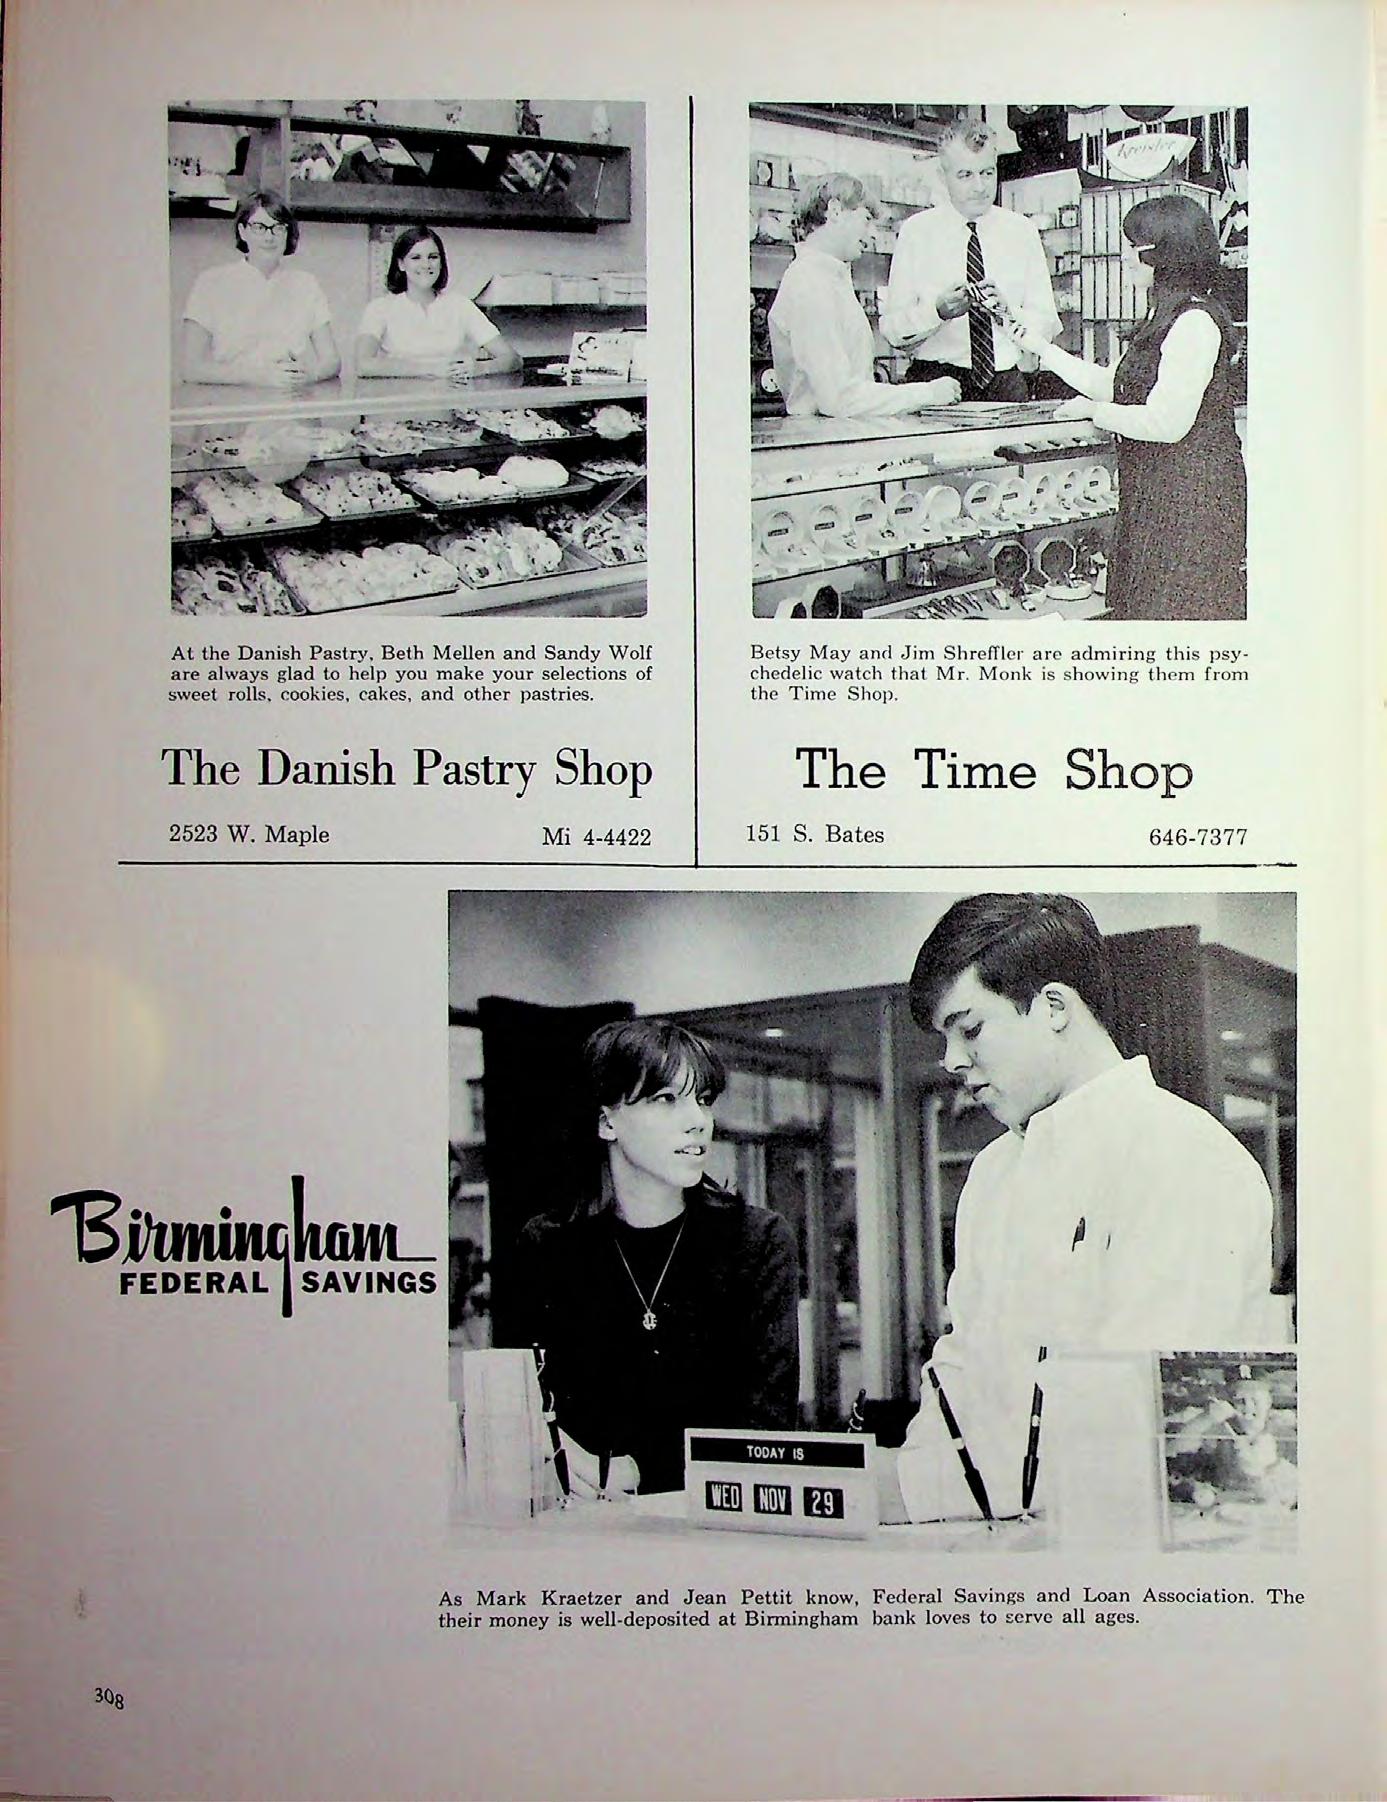 Kreisler
At the Danish Pastry, Beth Mellen and Sandy Wolf
are always glad to help you make your selections of
sweet rolls, cookies, cakes, and other pastries.
The Danish Pastry Shop
2523 W. Maple Mi 4-4422
Betsy May and Jim Shreffler are admiring this psy-
chedelic watch that Mr. Monk is showing them from
the Time Shop.
The Time Shop
151 S. Bates 646-7377
Birmingham
FEDERAL SAVINGS
TODAY IS
WED NOV 29
As Mark Kraetzer and Jean Pettit know,
their money is well-deposited at Birmingham
Federal Savings and Loan Association. The
bank loves to serve all ages.
308